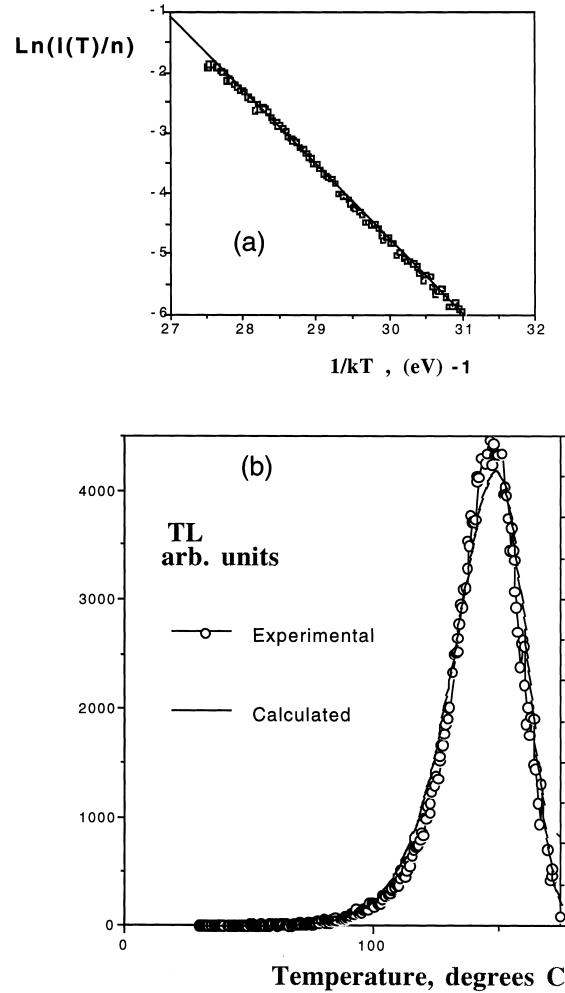 Ln(I(T)/n)
- 1
- 2
- 3
- 4
- 5
- 6
(a)
27
28
29
30
31
32
1/kT , (eV) -1
(b)
4000
3000
2000
1000
0
TL
arb. units
Experimental
Calculated
0
100
Temperature, degrees C